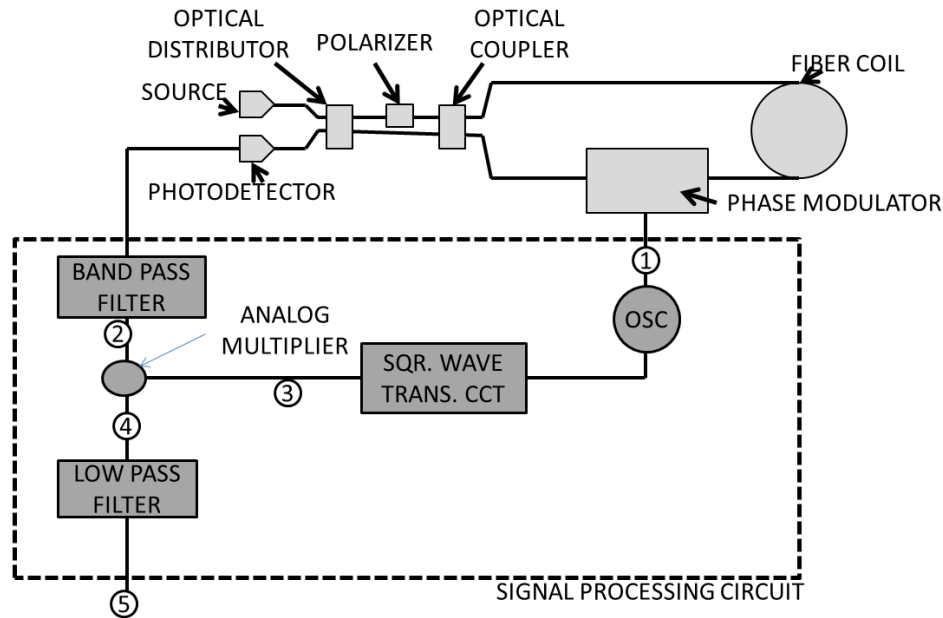 OPTICAL
DISTRIBUTOR
POLARIZER
OPTICAL
COUPLER
FIBER COIL
SOURCE
PHOTODETECTOR
PHASE MODULATOR
1
BAND PASS
FILTER
OSC
2
ANALOG
MULTIPLIER
SQR. WAVE
TRANS. CCT
3
4
LOW PASS
FILTER
SIGNAL PROCESSING CIRCUIT
5